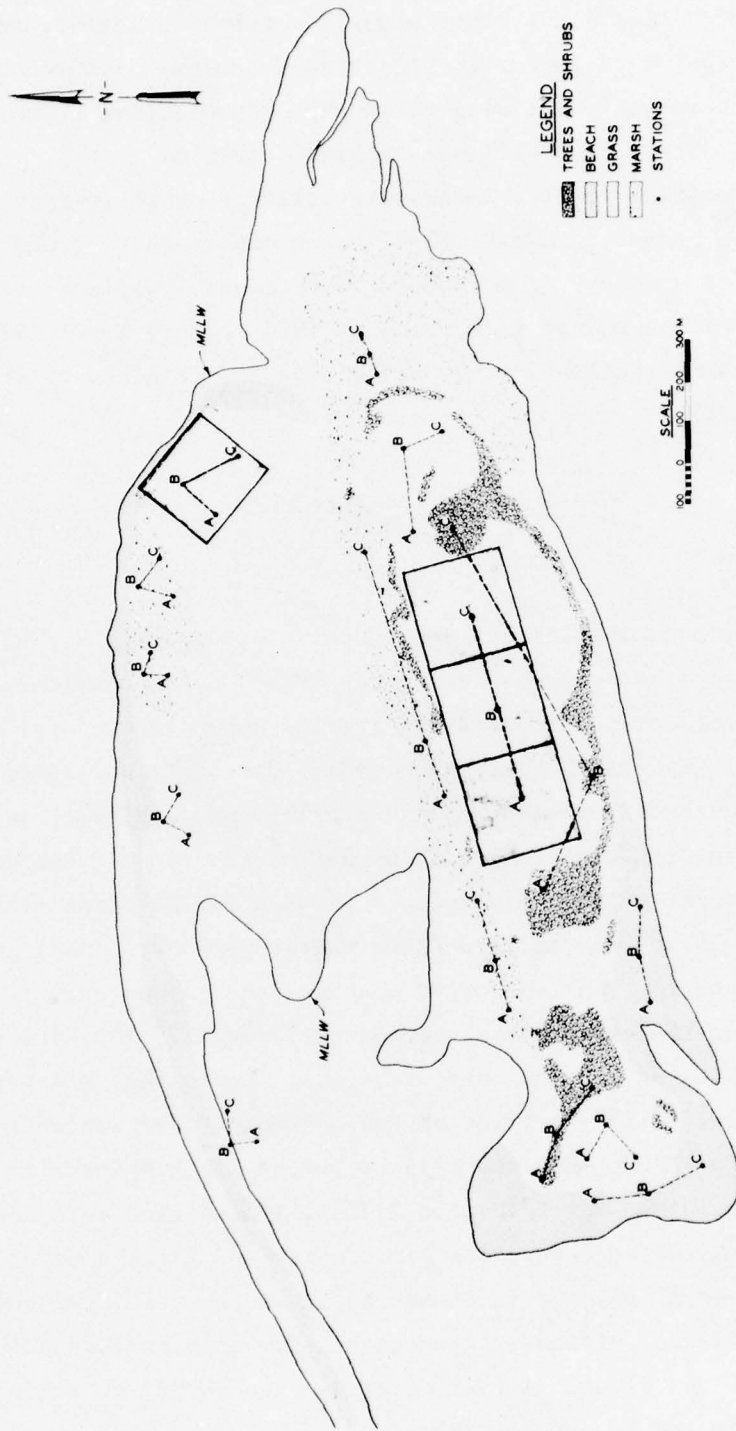 -N-
MLLW
A B C
A B C
A B C
A B C
A B C
MLLW
A B C
A B C
A B C
A B C
A B C
A B C
A B C
A B C
A B C
A B C
LEGEND
TREES AND SHRUBS
BEACH
GRASS
MARSH
STATIONS
SCALE
100 0 100 200 300 M